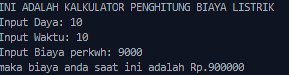 INI ADALAH KALKULATOR PENGHITUNG BIAYA LISTRIK
Input Daya: 10
Input Waktu: 10
Input Biaya perkwh: 9000
maka biaya anda saat ini adalah Rp.900000